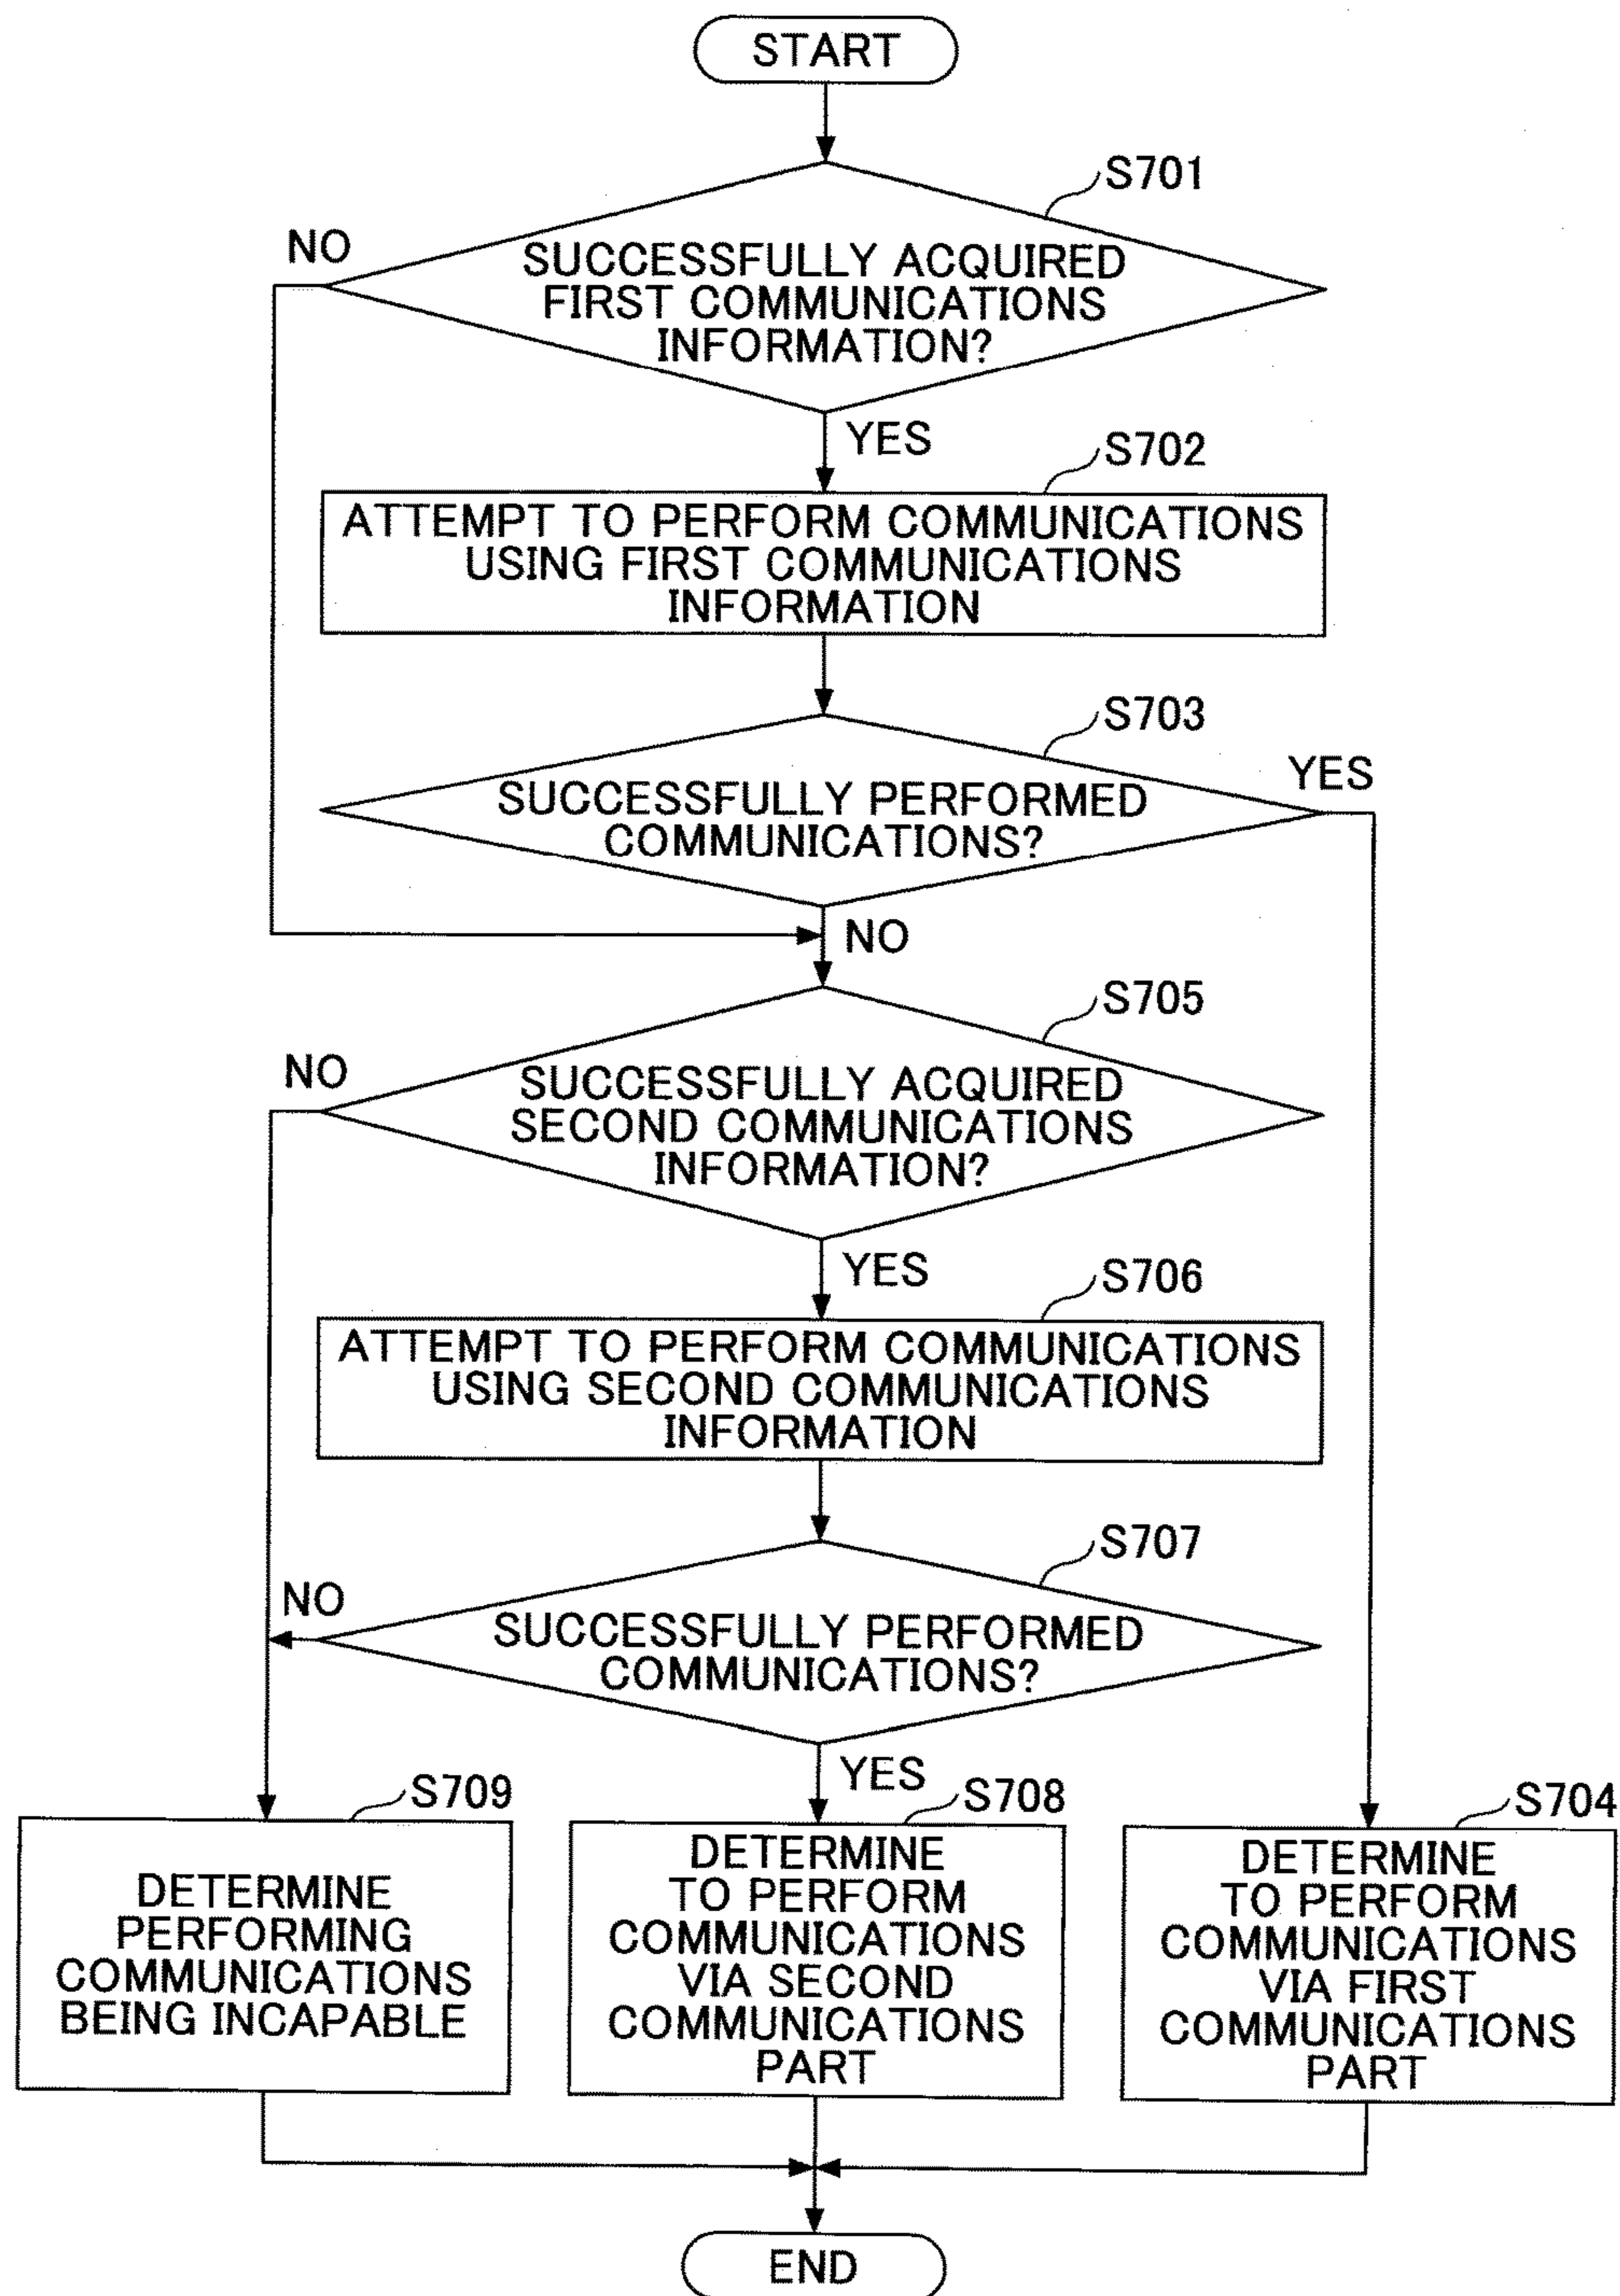 START
S701
NO
SUCCESSFULLY ACQUIRED
FIRST COMMUNICATIONS
INFORMATION?
YES
S702
ATTEMPT TO PERFORM COMMUNICATIONS
USING FIRST COMMUNICATIONS
INFORMATION
S703
YES
SUCCESSFULLY PERFORMED
COMMUNICATIONS?
NO
S705
NO
SUCCESSFULLY ACQUIRED
SECOND COMMUNICATIONS
INFORMATION?
YES
S706
ATTEMPT TO PERFORM COMMUNICATIONS
USING SECOND COMMUNICATIONS
INFORMATION
S707
NO
SUCCESSFULLY PERFORMED
COMMUNICATIONS?
YES
S709
DETERMINE
PERFORMING
COMMUNICATIONS
BEING INCAPABLE
S708
DETERMINE
TO PERFORM
COMMUNICATIONS
VIA SECOND
COMMUNICATIONS
PART
S704
DETERMINE
TO PERFORM
COMMUNICATIONS
VIA FIRST
COMMUNICATIONS
PART
END